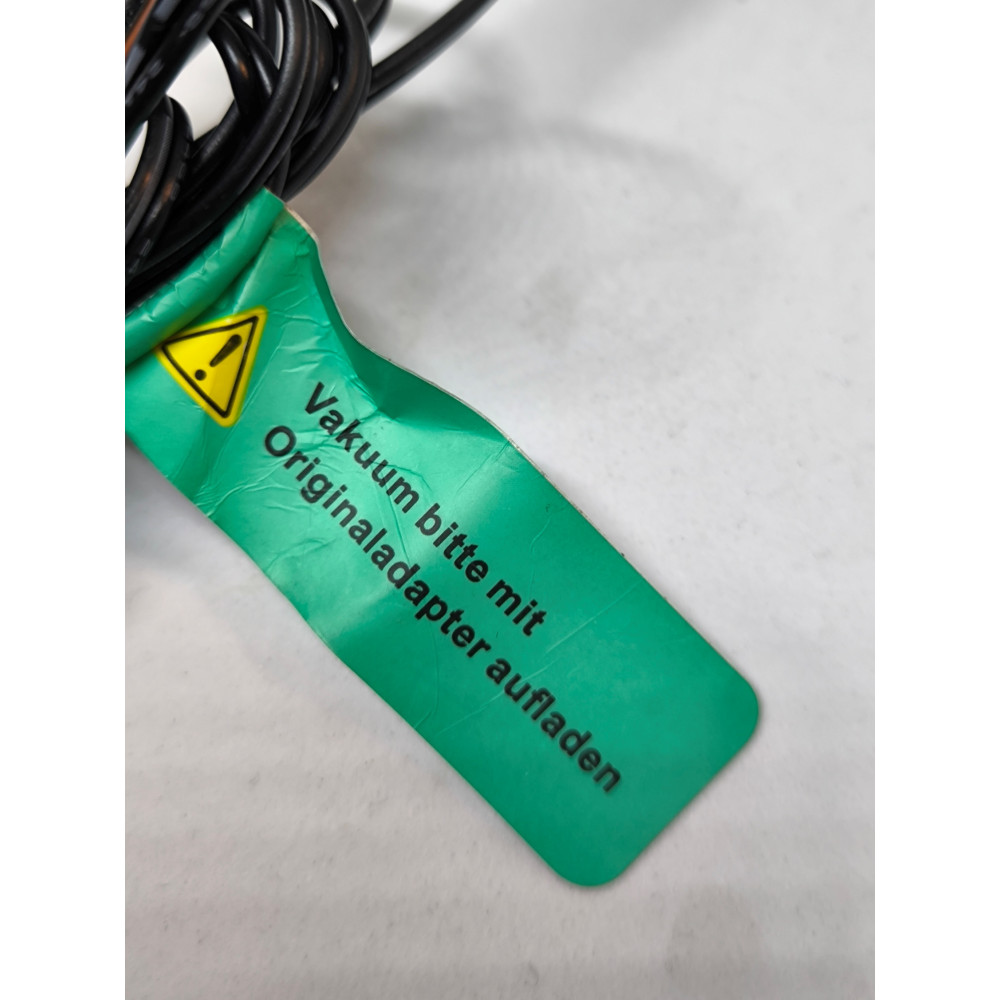 Vakuum bitte mit
Originaladapter aufladen